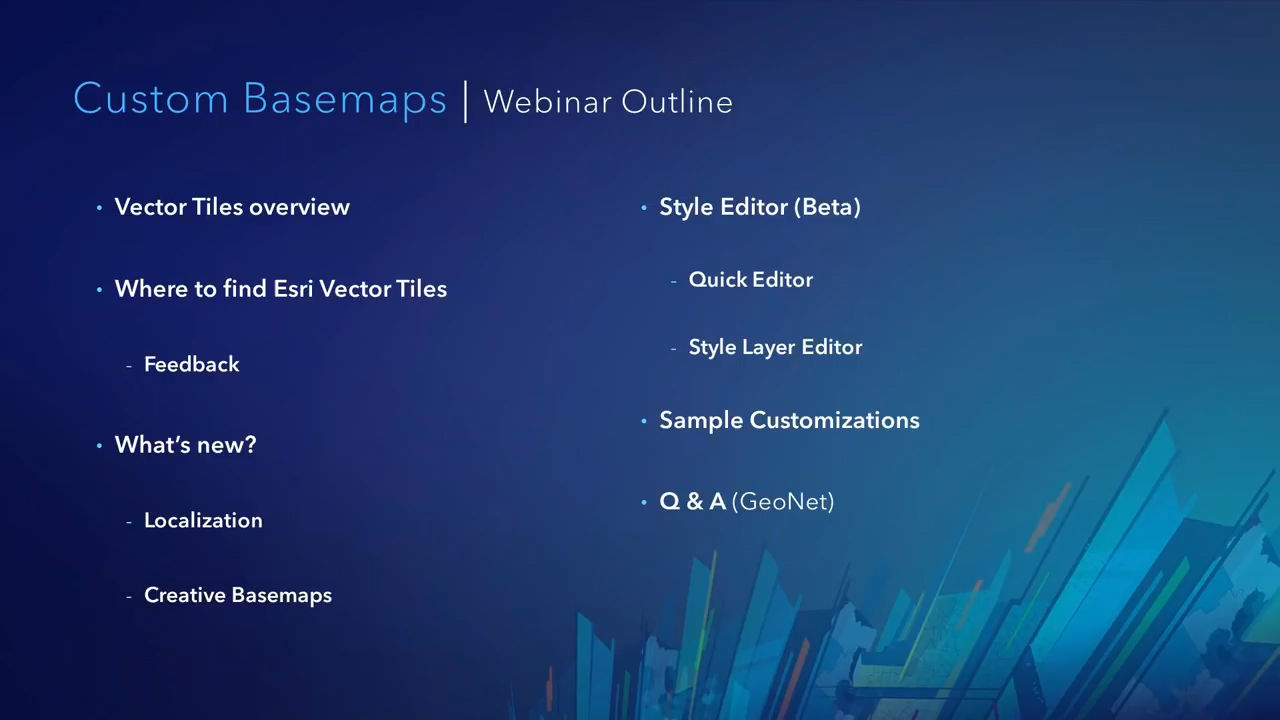 Custom Basemaps | Webinar Outline
• Vector Tiles overview
• Where to find Esri Vector Tiles
- Feedback
• What’s new?
- Localization
- Creative Basemaps
• Style Editor (Beta)
- Quick Editor
- Style Layer Editor
• Sample Customizations
• Q & A (GeoNet)